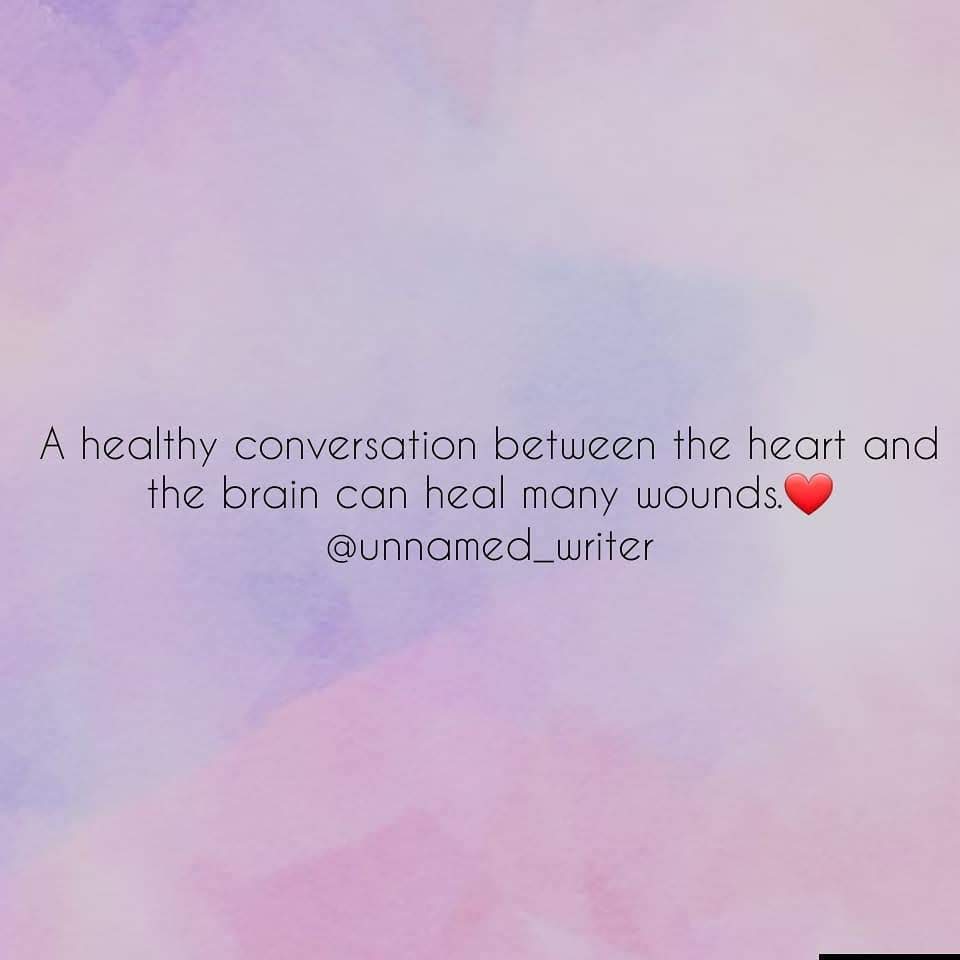 A healthy conversation between the heart and
the brain can heal many wounds.❤️
@unnamed_writer